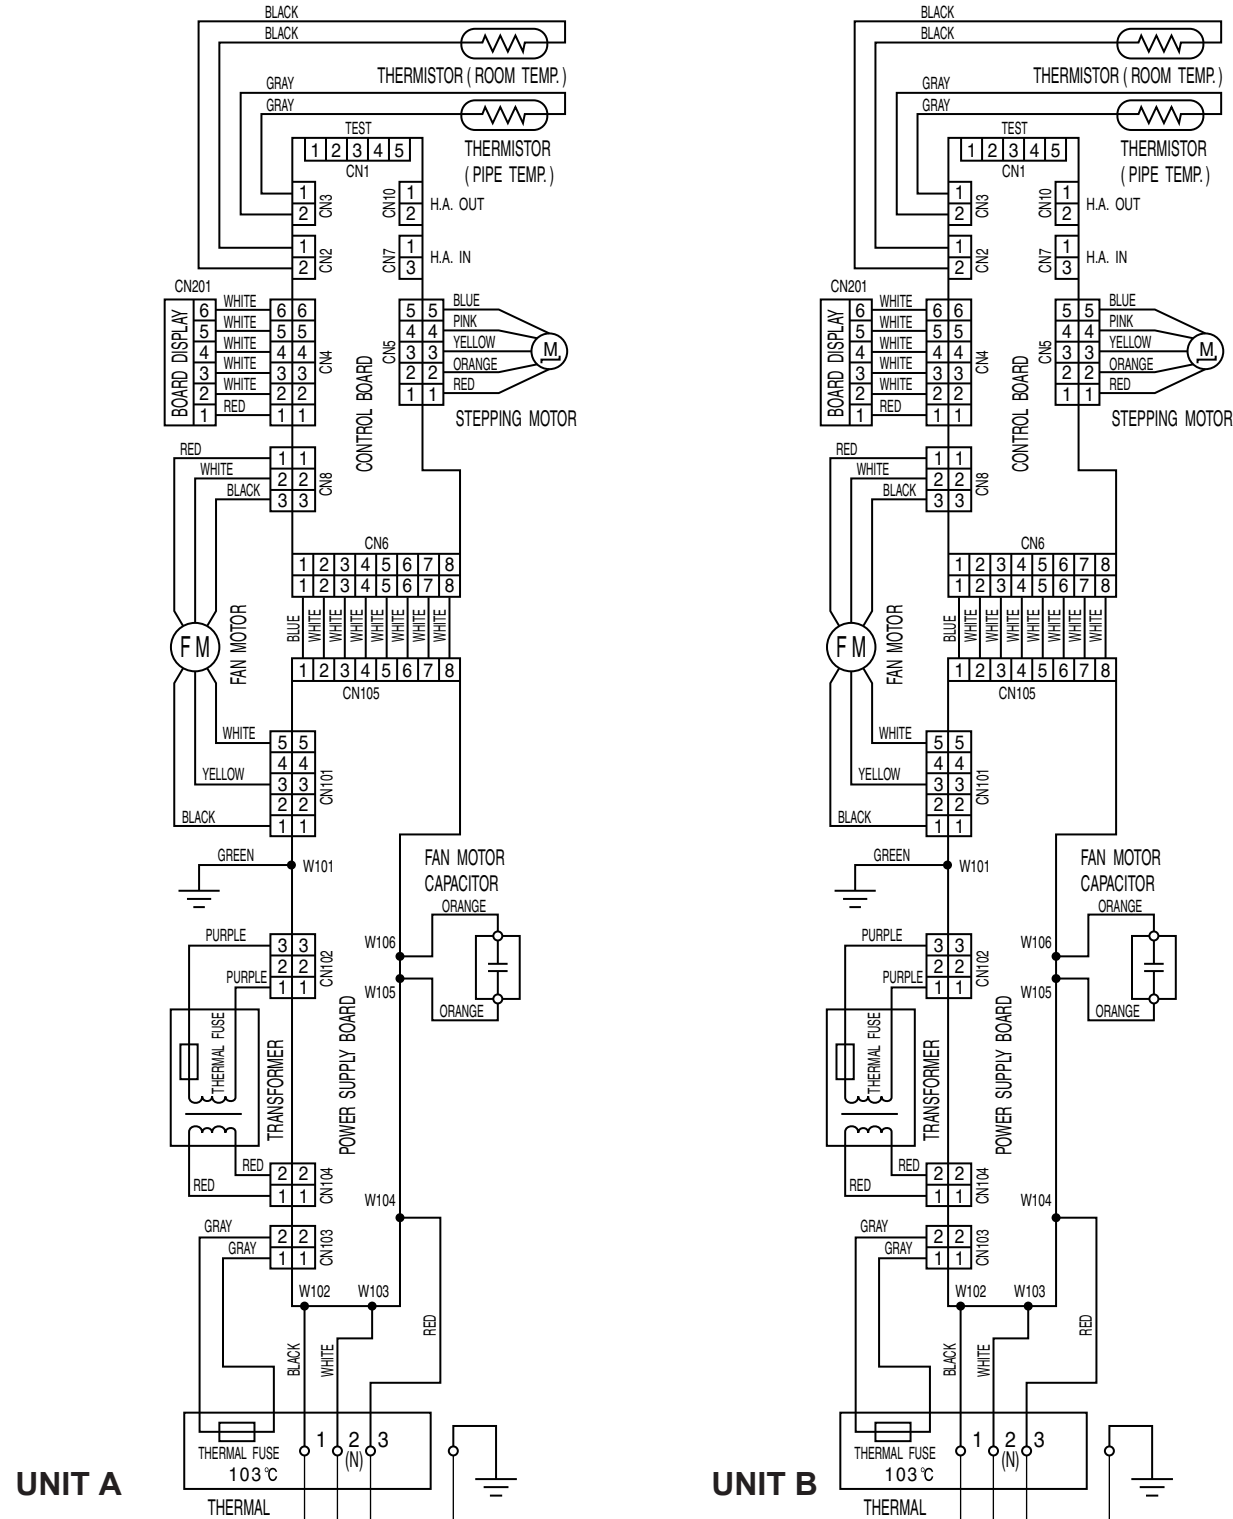 BLACK
BLACK
THERMISTOR ( ROOM TEMP. )
GRAY
GRAY
THERMISTOR
( PIPE TEMP. )
TEST
1 2 3 4 5
CN1
1
2
CN3
CN10
1
2
H.A. OUT
1
2
CN2
CN7
1
3
H.A. IN
CN201
BOARD DISPLAY
6 WHITE 6 6
5 WHITE 5 5
4 WHITE 4 4
3 WHITE 3 3
2 WHITE 2 2
1 RED 1 1
CN4
CONTROL BOARD
CN5
5 5 BLUE
4 4 PINK
3 3 YELLOW
2 2 ORANGE
1 1 RED
M
STEPPING MOTOR
RED 1 1
WHITE 2 2
BLACK 3 3
CN8
CN6
1 2 3 4 5 6 7 8
1 2 3 4 5 6 7 8
BLUE
WHITE
WHITE
WHITE
WHITE
WHITE
WHITE
WHITE
1 2 3 4 5 6 7 8
CN105
FM
FAN MOTOR
WHITE 5 5
4 4
YELLOW 3 3
2 2
BLACK 1 1
CN101
GREEN
W101
FAN MOTOR
CAPACITOR
ORANGE
W106
W105
ORANGE
PURPLE 3 3
2 2
PURPLE 1 1
CN102
THERMAL FUSE
TRANSFORMER
POWER SUPPLY BOARD
RED 2 2
RED 1 1
CN104
W104
GRAY 2 2
GRAY 1 1
CN103
W102
W103
BLACK
WHITE
RED
THERMAL FUSE
103℃
1 2 3
(N)
UNIT A
THERMAL
BLACK
BLACK
THERMISTOR ( ROOM TEMP. )
GRAY
GRAY
THERMISTOR
( PIPE TEMP. )
TEST
1 2 3 4 5
CN1
1
2
CN3
CN10
1
2
H.A. OUT
1
2
CN2
CN7
1
3
H.A. IN
CN201
BOARD DISPLAY
6 WHITE 6 6
5 WHITE 5 5
4 WHITE 4 4
3 WHITE 3 3
2 WHITE 2 2
1 RED 1 1
CN4
CONTROL BOARD
CN5
5 5 BLUE
4 4 PINK
3 3 YELLOW
2 2 ORANGE
1 1 RED
M
STEPPING MOTOR
RED 1 1
WHITE 2 2
BLACK 3 3
CN8
CN6
1 2 3 4 5 6 7 8
1 2 3 4 5 6 7 8
BLUE
WHITE
WHITE
WHITE
WHITE
WHITE
WHITE
WHITE
1 2 3 4 5 6 7 8
CN105
FM
FAN MOTOR
WHITE 5 5
4 4
YELLOW 3 3
2 2
BLACK 1 1
CN101
GREEN
W101
FAN MOTOR
CAPACITOR
ORANGE
W106
W105
ORANGE
PURPLE 3 3
2 2
PURPLE 1 1
CN102
THERMAL FUSE
TRANSFORMER
POWER SUPPLY BOARD
RED 2 2
RED 1 1
CN104
W104
GRAY 2 2
GRAY 1 1
CN103
W102
W103
BLACK
WHITE
RED
THERMAL FUSE
103℃
1 2 3
(N)
UNIT B
THERMAL